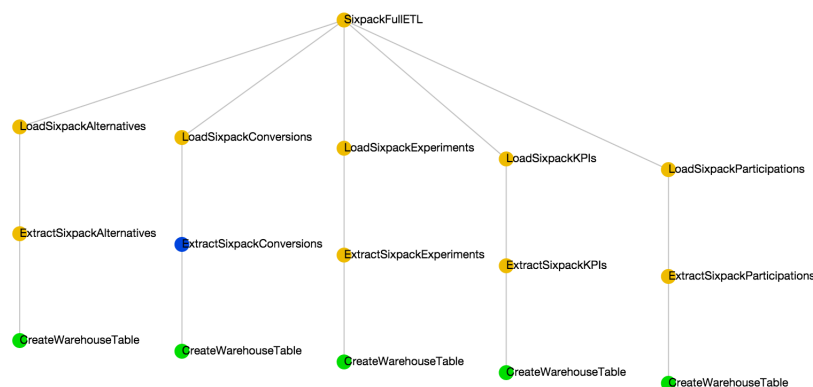 SixpackFullETL
LoadSixpackAlternatives
LoadSixpackConversions
LoadSixpackExperiments
LoadSixpackKPIs
LoadSixpackParticipations
ExtractSixpackAlternatives
ExtractSixpackConversions
ExtractSixpackExperiments
ExtractSixpackKPIs
ExtractSixpackParticipations
CreateWarehouseTable
CreateWarehouseTable
CreateWarehouseTable
CreateWarehouseTable
CreateWarehouseTable